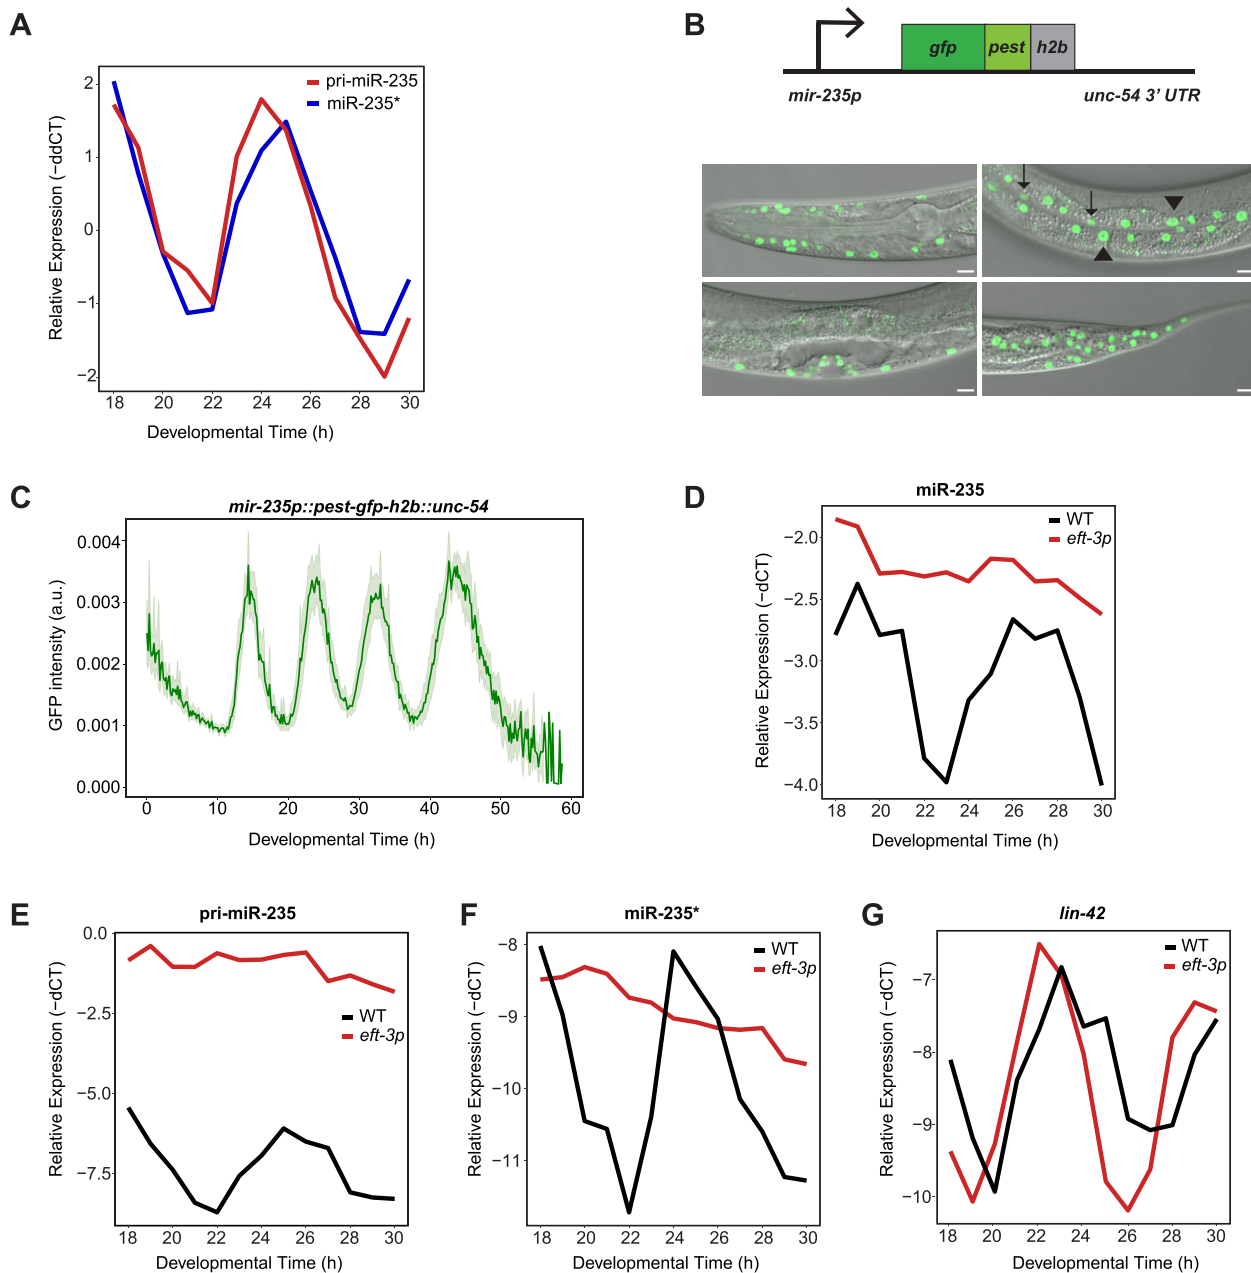 A
2
1
0
−1
−2
pri-miR-235
miR-235*
Relative Expression (−ddCT)
18 20 22 24 26 28 30
Developmental Time (h)
B
gfp pest h2b
mir-235p unc-54 3' UTR
C
mir-235p::pest-gfp-h2b::unc-54
0.004
0.003
0.002
0.001
0.000
GFP intensity (a.u.)
0 10 20 30 40 50 60
Developmental Time (h)
D
miR-235
WT
eft-3p
−2.0
−2.5
−3.0
−3.5
−4.0
Relative Expression (−dCT)
18 20 22 24 26 28 30
Developmental Time (h)
E
pri-miR-235
0.0
−2.5
−5.0
−7.5
WT
eft-3p
Relative Expression (−dCT)
18 20 22 24 26 28 30
Developmental Time (h)
F
miR-235*
WT
eft-3p
−8
−9
−10
−11
Relative Expression (−dCT)
18 20 22 24 26 28 30
Developmental Time (h)
G
lin-42
WT
eft-3p
−7
−8
−9
−10
Relative Expression (−dCT)
18 20 22 24 26 28 30
Developmental Time (h)